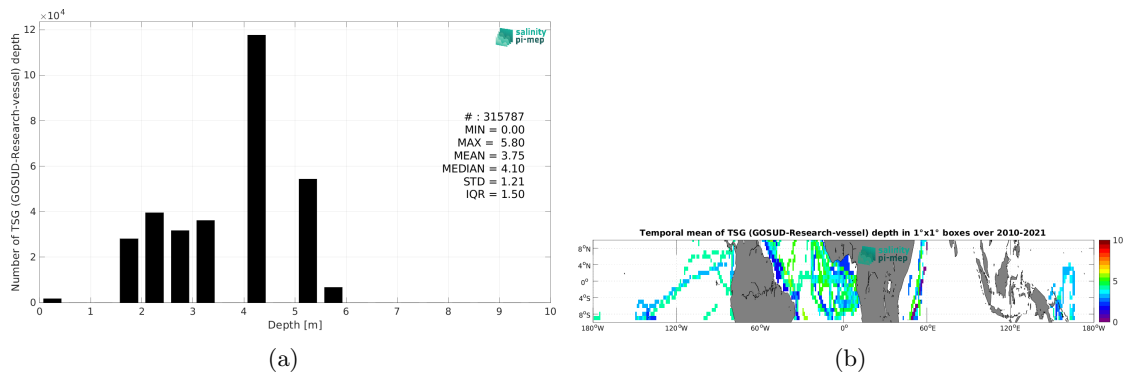 ×10⁴
12
10
8
6
4
2
0
Number of TSG (GOSUD-Research-vessel) depth
salinity
pi-mep
# : 315787
MIN = 0.00
MAX = 5.80
MEAN = 3.75
MEDIAN = 4.10
STD = 1.21
IQR = 1.50
0 1 2 3 4 5 6 7 8 9 10
Depth [m]
(a)
Temporal mean of TSG (GOSUD-Research-vessel) depth in 1°x1° boxes over 2010-2021
salinity
pi-mep
8°N
4°N
0°
4°S
8°S
180°W 120°W 60°W 0° 60°E 120°E 180°W
10
5
0
(b)